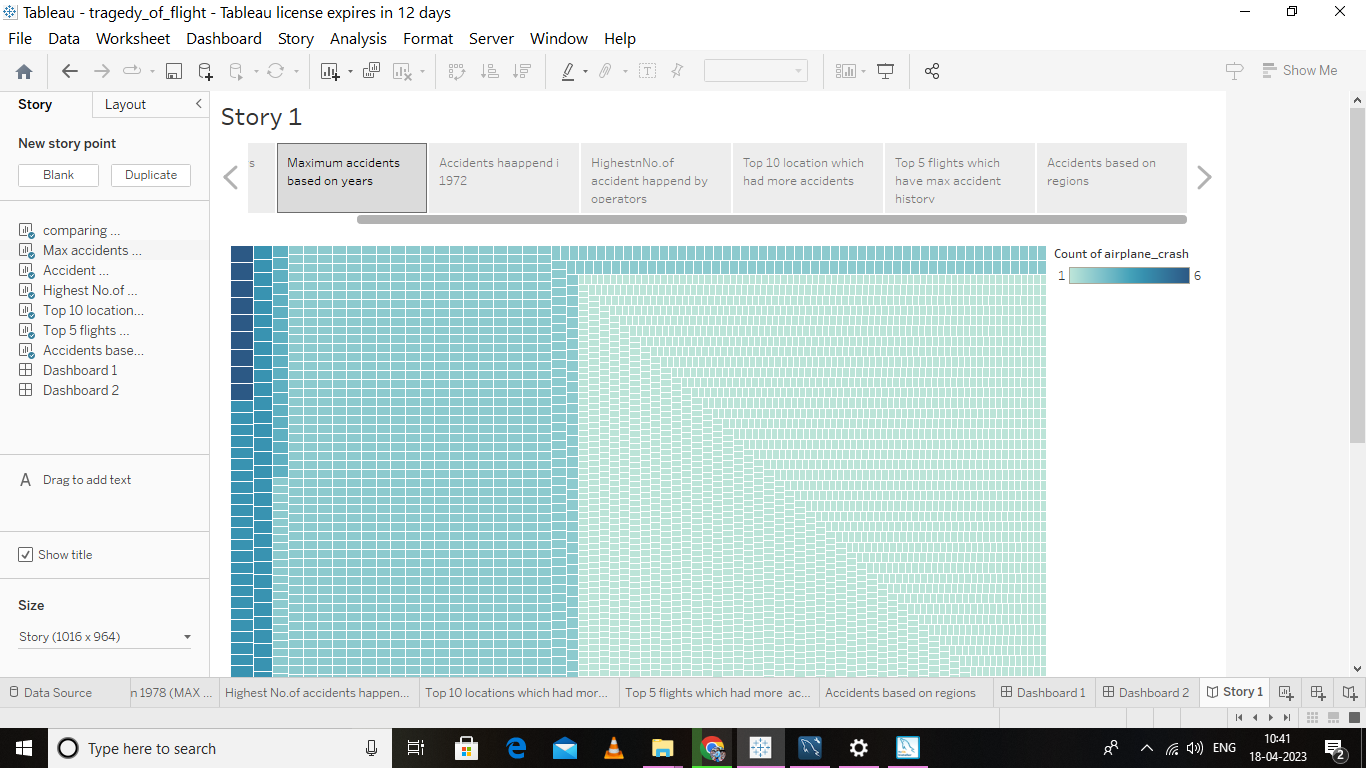 Tableau - tragedy_of_flight - Tableau license expires in 12 days
File Data Worksheet Dashboard Story Analysis Format Server Window Help
Show Me
Story Layout
New story point
Blank Duplicate
comparing ...
Max accidents ...
Accident ...
Highest No.of ...
Top 10 location...
Top 5 flights ...
Accidents base...
Dashboard 1
Dashboard 2
A Drag to add text
Show title
Size
Story (1016 x 964)
Story 1
s
Maximum accidents
based on years
Accidents haappend i
1972
HighestnNo.of
accident happend by
operators
Top 10 location which
had more accidents
Top 5 flights which
have max accident
history
Accidents based on
regions
Count of airplane_crash
1 6
Data Source n 1978 (MAX ... Highest No.of accidents happen... Top 10 locations which had mor... Top 5 flights which had more ac... Accidents based on regions Dashboard 1 Dashboard 2 Story 1
Type here to search
ENG
10:41
18-04-2023
2